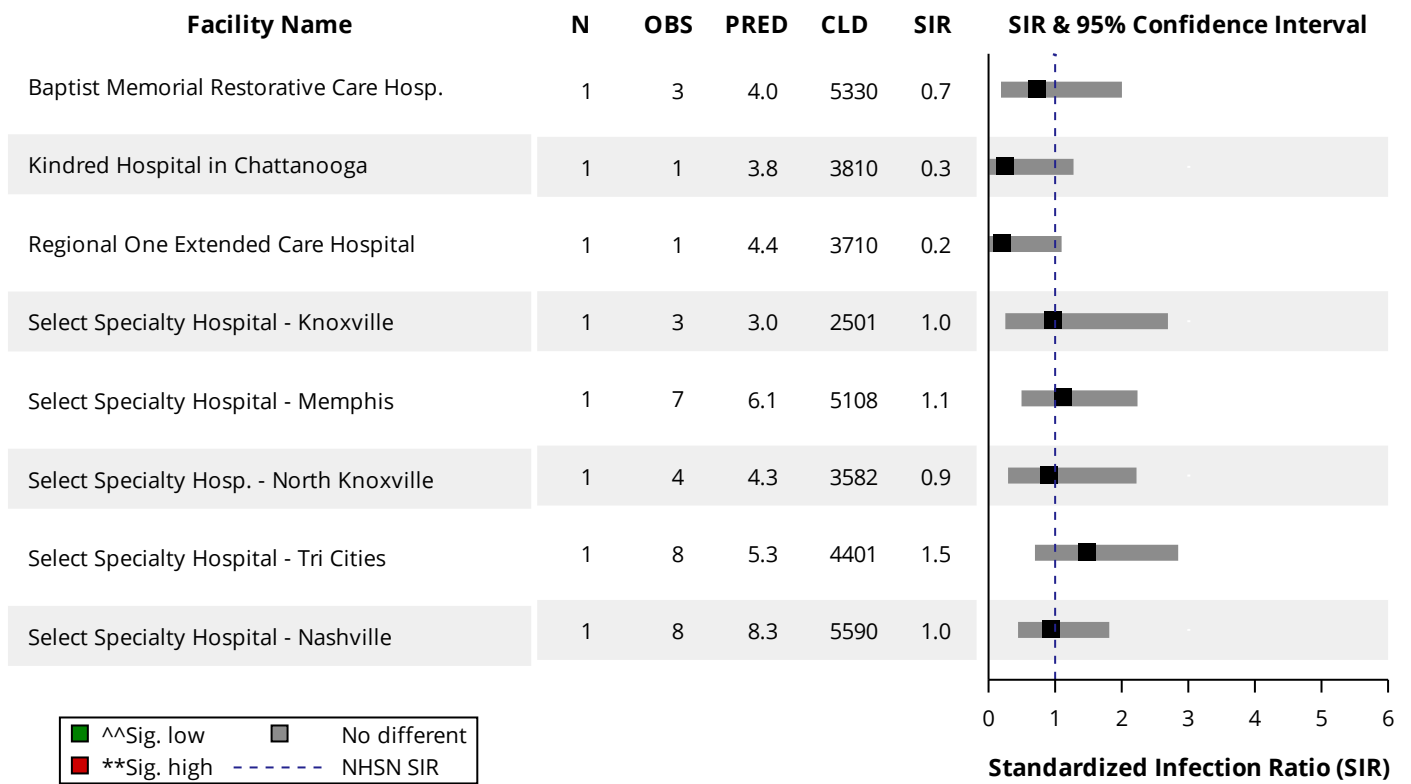 Facility Name N OBS PRED CLD SIR SIR & 95% Confidence Interval
Baptist Memorial Restorative Care Hosp. 1 3 4.0 5330 0.7
Kindred Hospital in Chattanooga 1 1 3.8 3810 0.3
Regional One Extended Care Hospital 1 1 4.4 3710 0.2
Select Specialty Hospital - Knoxville 1 3 3.0 2501 1.0
Select Specialty Hospital - Memphis 1 7 6.1 5108 1.1
Select Specialty Hosp. - North Knoxville 1 4 4.3 3582 0.9
Select Specialty Hospital - Tri Cities 1 8 5.3 4401 1.5
Select Specialty Hospital - Nashville 1 8 8.3 5590 1.0
0 1 2 3 4 5 6
Standardized Infection Ratio (SIR)
^^Sig. low No different
**Sig. high NHSN SIR